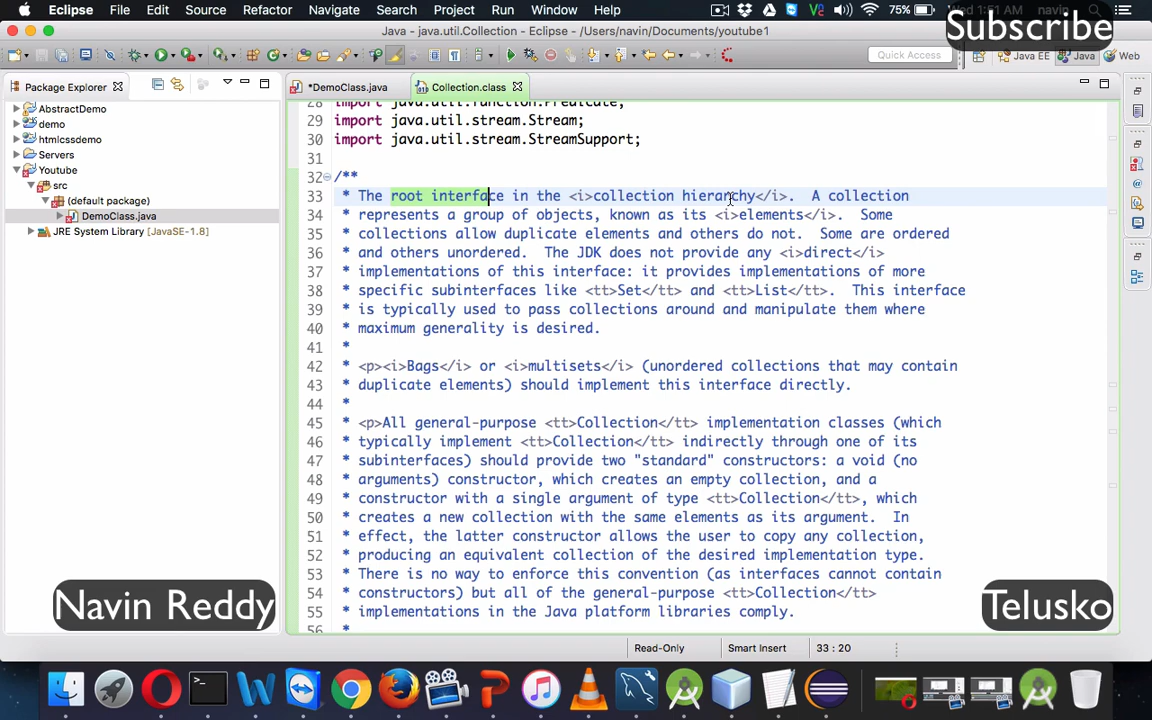 Eclipse File Edit Source Refactor Navigate Search Project Run Window Help 75%
Java - java.util.Collection - Eclipse - /Users/navin/Documents/youtube1
Subscribe
Quick Access Java EE Java Web
Package Explorer
*DemoClass.java Collection.class
AbstractDemo
demo
htmlcssdemo
Servers
Youtube
src
(default package)
DemoClass.java
JRE System Library [JavaSE-1.8]
28 import java.util.function.Predicate;
29 import java.util.stream.Stream;
30 import java.util.stream.StreamSupport;
31
32 /**
33 * The root interface in the <i>collection hierarchy</i>. A collection
34 * represents a group of objects, known as its <i>elements</i>. Some
35 * collections allow duplicate elements and others do not. Some are ordered
36 * and others unordered. The JDK does not provide any <i>direct</i>
37 * implementations of this interface: it provides implementations of more
38 * specific subinterfaces like <tt>Set</tt> and <tt>List</tt>. This interface
39 * is typically used to pass collections around and manipulate them where
40 * maximum generality is desired.
41 *
42 * <p><i>Bags</i> or <i>multisets</i> (unordered collections that may contain
43 * duplicate elements) should implement this interface directly.
44 *
45 * <p>All general-purpose <tt>Collection</tt> implementation classes (which
46 * typically implement <tt>Collection</tt> indirectly through one of its
47 * subinterfaces) should provide two "standard" constructors: a void (no
48 * arguments) constructor, which creates an empty collection, and a
49 * constructor with a single argument of type <tt>Collection</tt>, which
50 * creates a new collection with the same elements as its argument. In
51 * effect, the latter constructor allows the user to copy any collection,
52 * producing an equivalent collection of the desired implementation type.
53 * There is no way to enforce this convention (as interfaces cannot contain
54 * constructors) but all of the general-purpose <tt>Collection</tt>
55 * implementations in the Java platform libraries comply.
56 *
Navin Reddy
Telusko
Read-Only Smart Insert 33 : 20